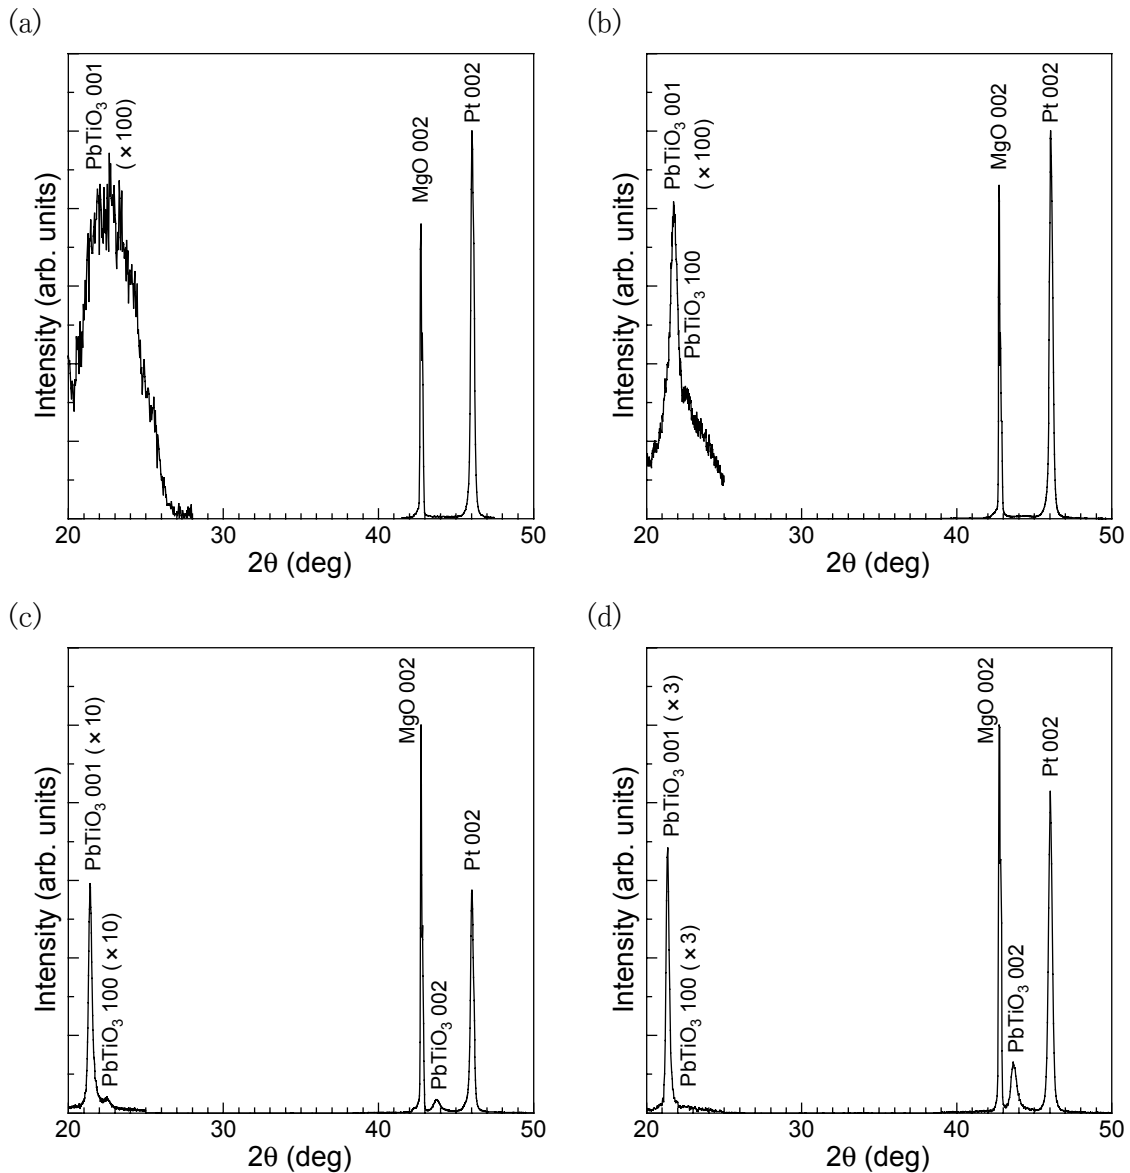 (a)
PbTiO₃ 001
(×100)
MgO 002
Pt 002
Intensity (arb. units)
20 30 40 50
2θ (deg)
(b)
PbTiO₃ 001
(×100)
PbTiO₃ 100
MgO 002
Pt 002
Intensity (arb. units)
20 30 40 50
2θ (deg)
(c)
PbTiO₃ 001 (×10)
PbTiO₃ 100 (×10)
MgO 002
PbTiO₃ 002
Pt 002
Intensity (arb. units)
20 30 40 50
2θ (deg)
(d)
PbTiO₃ 001 (×3)
PbTiO₃ 100 (×3)
MgO 002
PbTiO₃ 002
Pt 002
Intensity (arb. units)
20 30 40 50
2θ (deg)